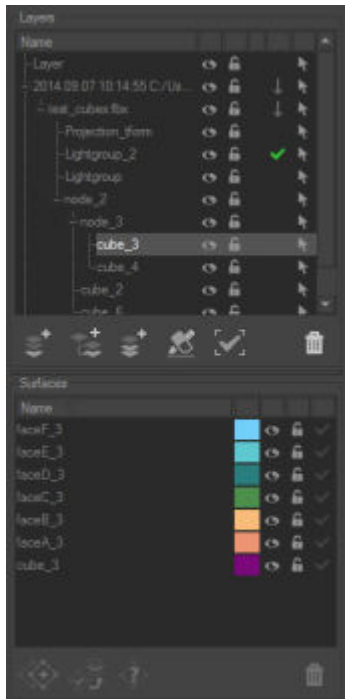 Layers
Name
Layer
2014.09.07 10:14:55 C:/Us...
test_cubes.fbx
Projection_tform
Lightgroup_2
Lightgroup
node_2
node_3
cube_3
cube_4
cube_2
cube_5
Surfaces
Name
faceF_3
faceE_3
faceD_3
faceC_3
faceB_3
faceA_3
cube_3